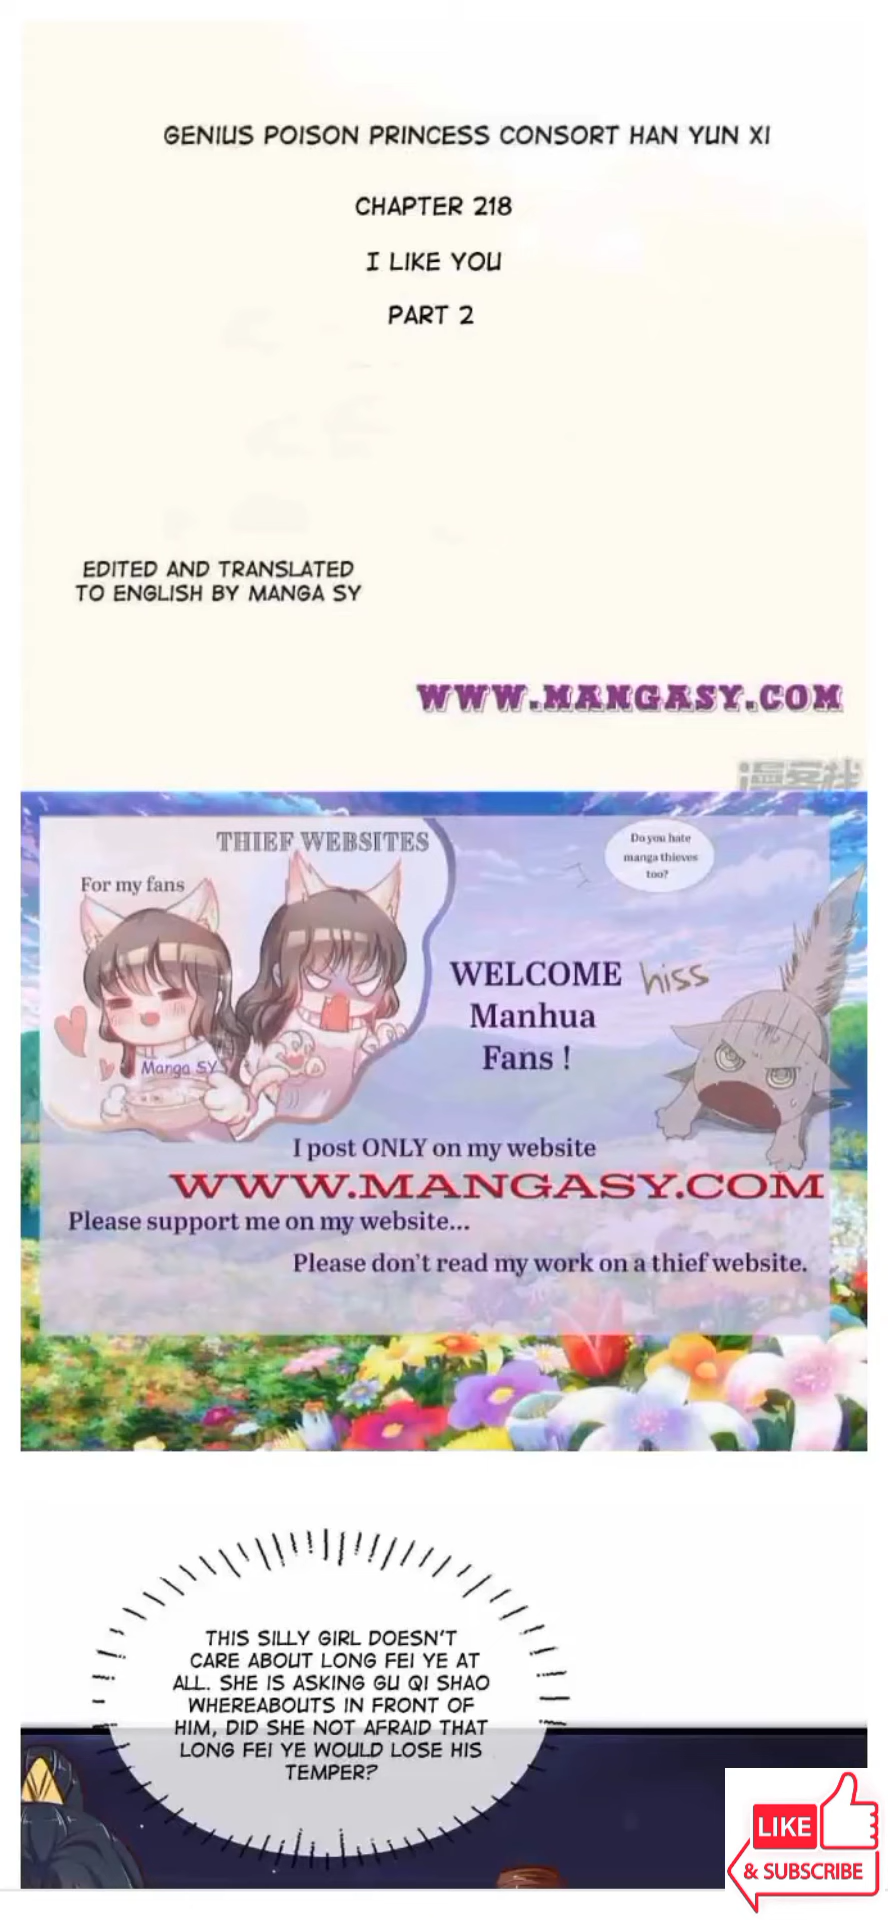 GENIUS POISON PRINCESS CONSORT HAN YUN XI
CHAPTER 218
I LIKE YOU
PART 2
EDITED AND TRANSLATED
TO ENGLISH BY MANGA SY
WWW.MANGASY.COM
漫客栈
THIEF WEBSITES
For my fans
Do you hate
manga thieves
too?
WELCOME
hiss
Manhua
Fans !
Manga SY
I post ONLY on my website
WWW.MANGASY.COM
Please support me on my website...
Please don't read my work on a thief website.
THIS SILLY GIRL DOESN'T
CARE ABOUT LONG FEI YE AT
ALL. SHE IS ASKING GU QI SHAO
WHEREABOUTS IN FRONT OF
HIM, DID SHE NOT AFRAID THAT
LONG FEI YE WOULD LOSE HIS
TEMPER?
LIKE
& SUBSCRIBE